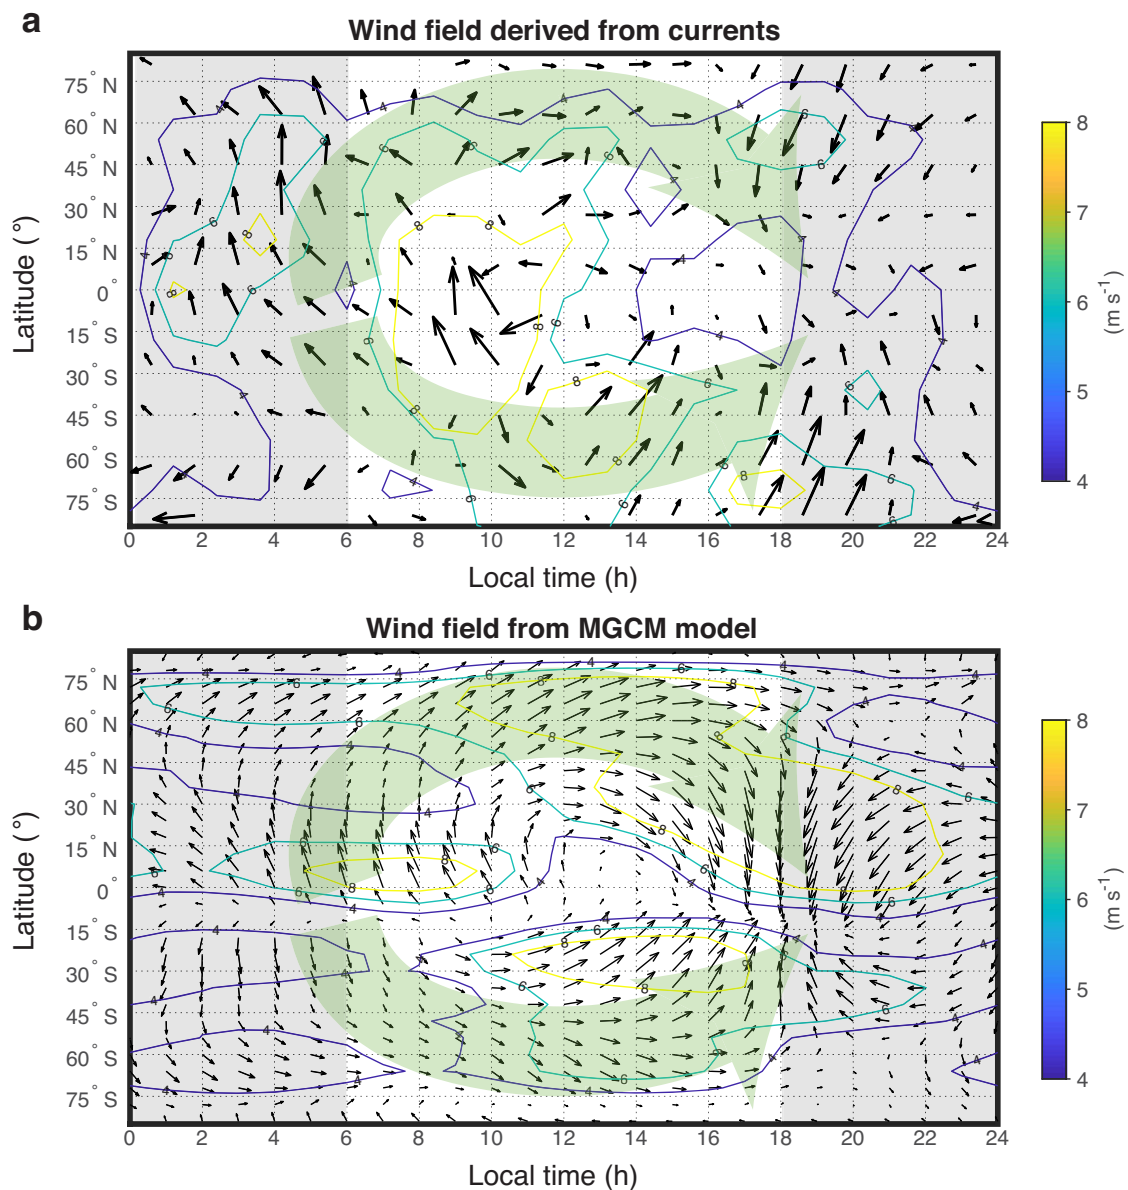 a
Wind field derived from currents
75° N
60° N
45° N
30° N
15° N
0°
15° S
30° S
45° S
60° S
75° S
Latitude (°)
0 2 4 6 8 10 12 14 16 18 20 22 24
Local time (h)
8
7
6
5
4
(m s-1)
b
Wind field from MGCM model
75° N
60° N
45° N
30° N
15° N
0°
15° S
30° S
45° S
60° S
75° S
Latitude (°)
0 2 4 6 8 10 12 14 16 18 20 22 24
Local time (h)
8
7
6
5
4
(m s-1)